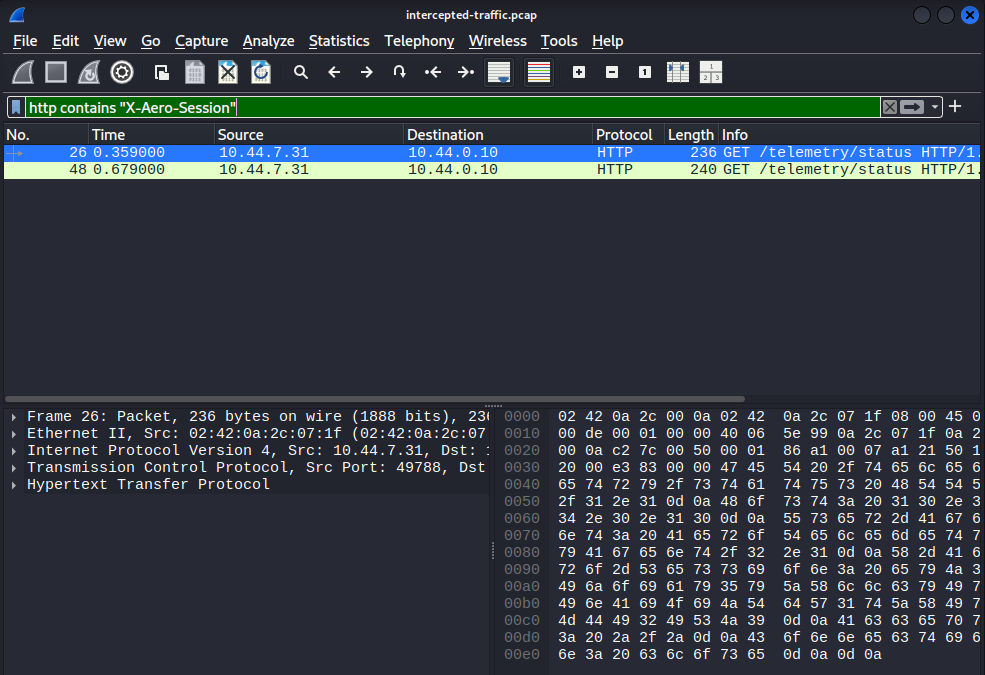 intercepted-traffic.pcap
File Edit View Go Capture Analyze Statistics Telephony Wireless Tools Help
http contains "X-Aero-Session"
No. Time Source Destination Protocol Length Info
26 0.359000 10.44.7.31 10.44.0.10 HTTP 236 GET /telemetry/status HTTP/1.
48 0.679000 10.44.7.31 10.44.0.10 HTTP 240 GET /telemetry/status HTTP/1.
Frame 26: Packet, 236 bytes on wire (1888 bits), 236
Ethernet II, Src: 02:42:0a:2c:07:1f (02:42:0a:2c:07
Internet Protocol Version 4, Src: 10.44.7.31, Dst: 1
Transmission Control Protocol, Src Port: 49788, Dst
Hypertext Transfer Protocol
0000 02 42 0a 2c 00 0a 02 42 0a 2c 07 1f 08 00 45 0
0010 00 de 00 01 00 00 40 06 5e 99 0a 2c 07 1f 0a 2
0020 00 0a c2 7c 00 50 00 01 86 a1 00 07 a1 21 50 1
0030 20 00 e3 83 00 00 47 45 54 20 2f 74 65 6c 65 6
0040 65 74 72 79 2f 73 74 61 74 75 73 20 48 54 54 5
0050 2f 31 2e 31 0d 0a 48 6f 73 74 3a 20 31 30 2e 3
0060 34 2e 30 2e 31 30 0d 0a 55 73 65 72 2d 41 67 6
0070 6e 74 3a 20 41 65 72 6f 54 65 6c 65 6d 65 74 7
0080 79 41 67 65 6e 74 2f 32 2e 31 0d 0a 58 2d 41 6
0090 72 6f 2d 53 65 73 73 69 6f 6e 3a 20 65 79 4a 3
00a0 49 6a 6f 69 61 79 35 79 5a 58 6c 6c 63 79 49 7
00b0 49 6e 41 69 4f 69 4a 54 64 57 31 74 5a 58 49 7
00c0 4d 44 49 32 49 53 4a 39 0d 0a 41 63 63 65 70 7
00d0 3a 20 2a 2f 2a 0d 0a 43 6f 6e 6e 65 63 74 69 6
00e0 6e 3a 20 63 6c 6f 73 65 0d 0a 0d 0a